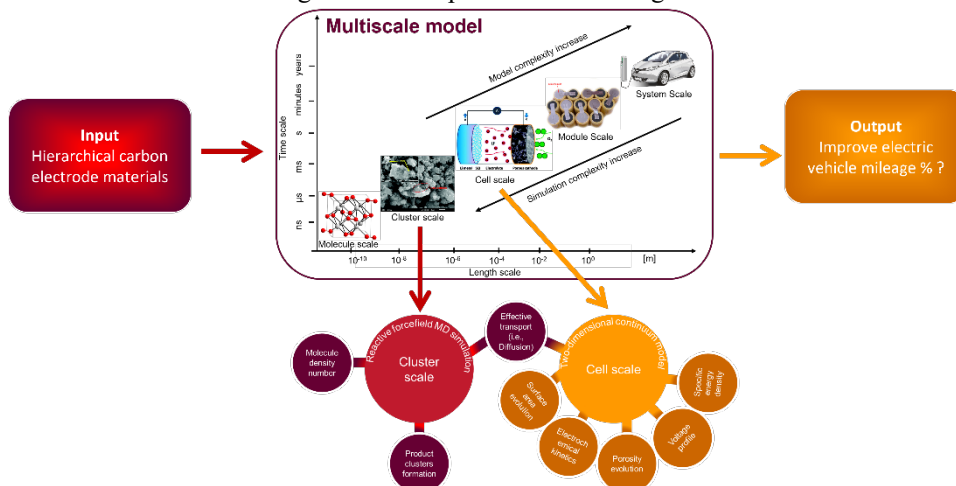 Multiscale model
Input
Hierarchical carbon
electrode materials
Output
Improve electric
vehicle mileage % ?
Time scale
years
minutes
s
ms
µs
ns
Model complexity increase
Simulation complexity increase
System Scale
Module Scale
Cell scale
Cluster scale
Molecule scale
10-10
10-8
10-6
10-4
10-2
100
[m]
Length scale
Reactive forcefield MD simulation
Cluster
scale
Molecule
density
number
Product
clusters
formation
Effective
transport
(i.e.,
Diffusion)
Two-dimensional continuum model
Cell scale
Surface
area
evolution
Electroch
emical
kinetics
Porosity
evolution
Voltage
profile
Specific
energy
density